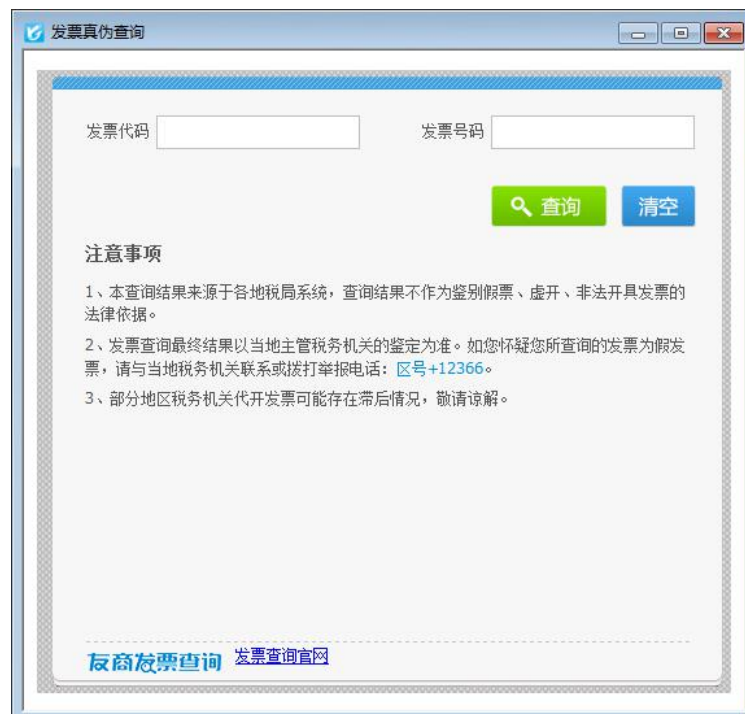 发票真伪查询
发票代码 发票号码
查询 清空
注意事项
1、本查询结果来源于各地税局系统，查询结果不作为鉴别假票、虚开、非法开具发票的
法律依据。
2、发票查询最终结果以当地主管税务机关的鉴定为准。如您怀疑您所查询的发票为假发
票，请与当地税务机关联系或拨打举报电话：区号+12366。
3、部分地区税务机关代开发票可能存在滞后情况，敬请谅解。
友商发票查询 发票查询官网